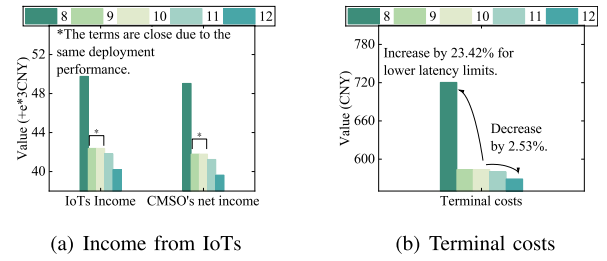 8 9 10 11 12
*The terms are close due to the
same deployment
performance.
Value (+e*3CNY)
52
48
44
40
*
*
IoTs Income CMSO's net income
(a) Income from IoTs
8 9 10 11 12
Increase by 23.42% for
lower latency limits.
Decrease
by 2.53%.
Value (CNY)
780
720
660
600
Terminal costs
(b) Terminal costs